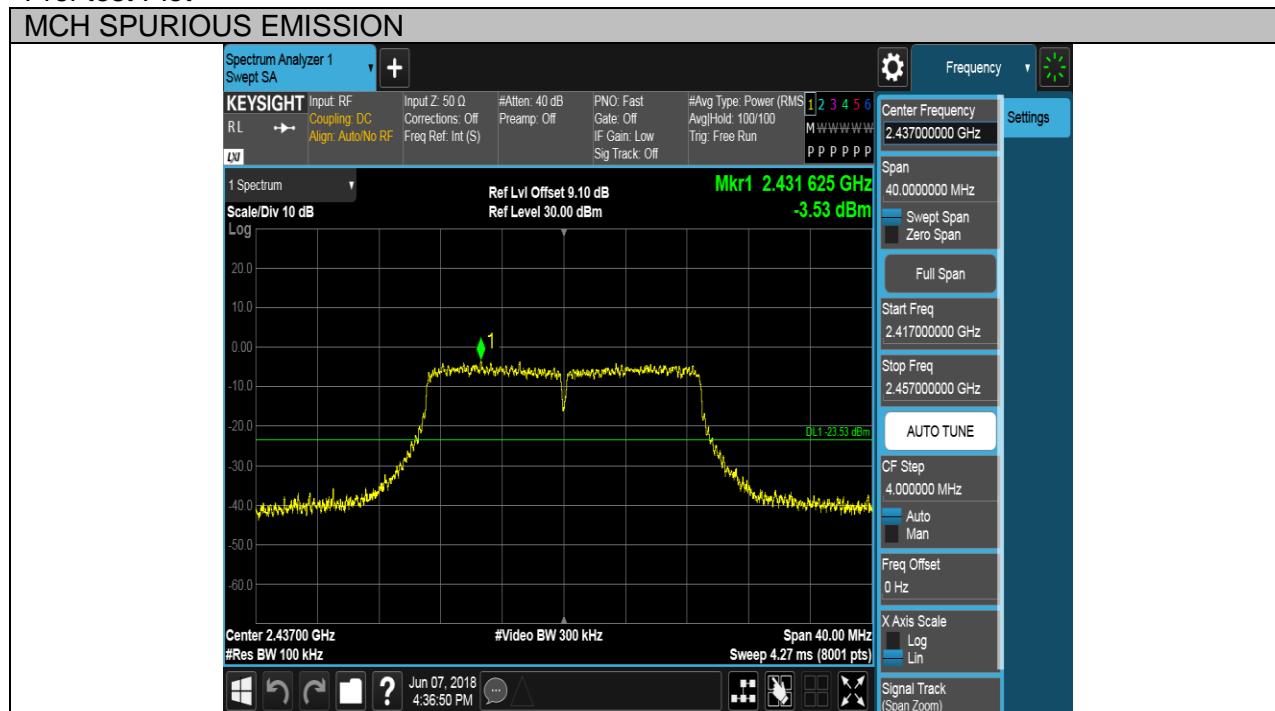 MCH SPURIOUS EMISSION
Spectrum Analyzer 1
Swept SA
+
Frequency
KEYSIGHT
RL
LXI
Input: RF
Coupling: DC
Align: Auto/No RF
Input Z: 50 Ω
Corrections: Off
Freq Ref: Int (S)
#Atten: 40 dB
Preamp: Off
PNO: Fast
Gate: Off
IF Gain: Low
Sig Track: Off
#Avg Type: Power (RMS
Avg|Hold: 100/100
Trig: Free Run
1 2 3 4 5 6
M W W W W W
P P P P P P
1 Spectrum
Scale/Div 10 dB
Log
Ref Lvl Offset 9.10 dB
Ref Level 30.00 dBm
Mkr1 2.431 625 GHz
-3.53 dBm
20.0
10.0
0.00
-10.0
-20.0
-30.0
-40.0
-50.0
-60.0
1
DL1 -23.53 dBm
Center 2.43700 GHz
#Res BW 100 kHz
#Video BW 300 kHz
Span 40.00 MHz
Sweep 4.27 ms (8001 pts)
?
Jun 07, 2018
4:36:50 PM
Center Frequency
2.437000000 GHz
Span
40.0000000 MHz
Swept Span
Zero Span
Full Span
Start Freq
2.417000000 GHz
Stop Freq
2.457000000 GHz
AUTO TUNE
CF Step
4.000000 MHz
Auto
Man
Freq Offset
0 Hz
X Axis Scale
Log
Lin
Signal Track
(Span Zoom)
Settings